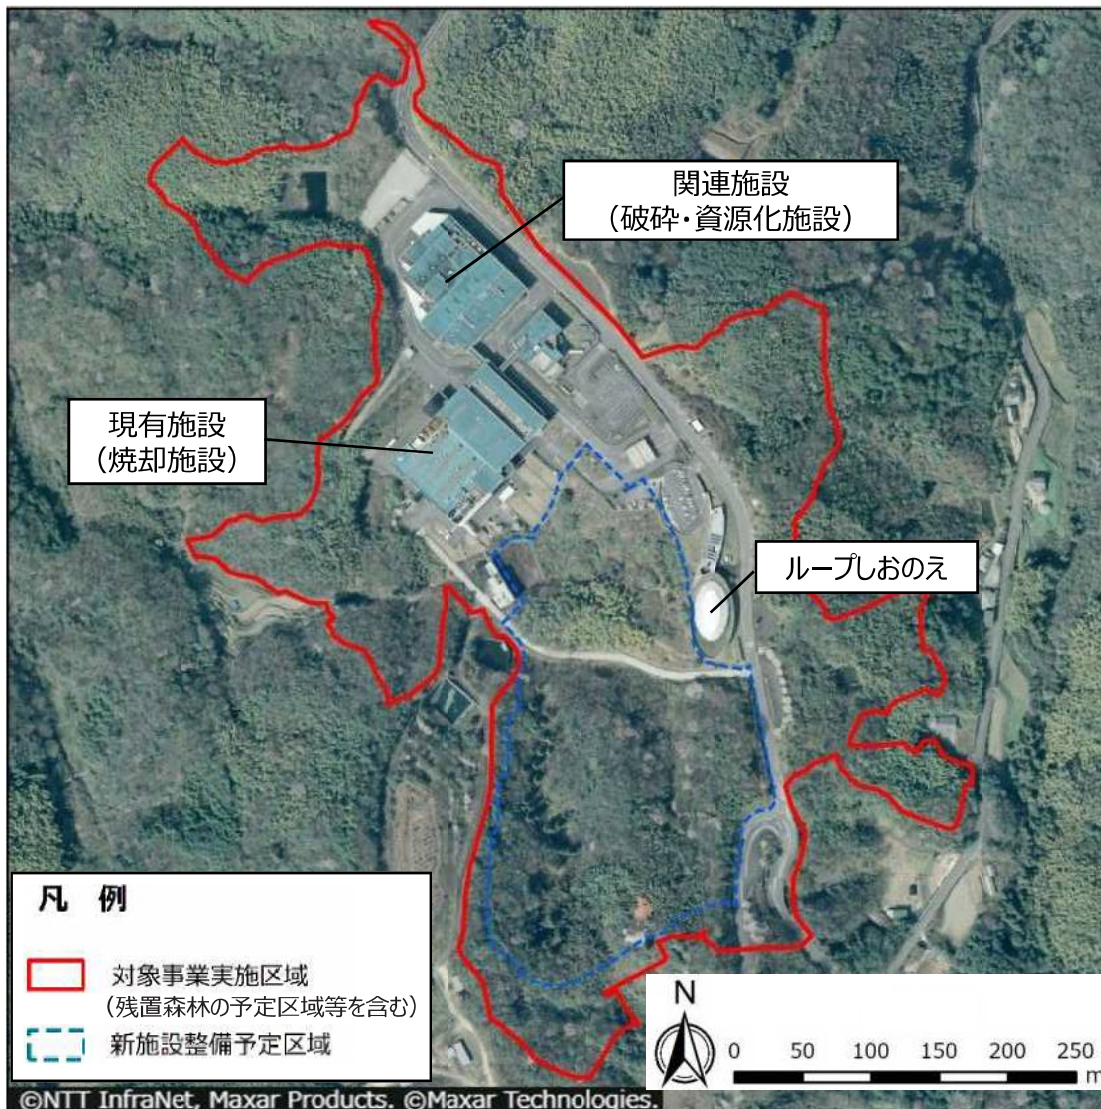 関連施設
（破砕・資源化施設）
現有施設
（焼却施設）
ループしおのえ
凡 例
対象事業実施区域
（残置森林の予定区域等を含む）
新施設整備予定区域
N
0 50 100 150 200 250
m
©NTT InfraNet, Maxar Products. ©Maxar Technologies.